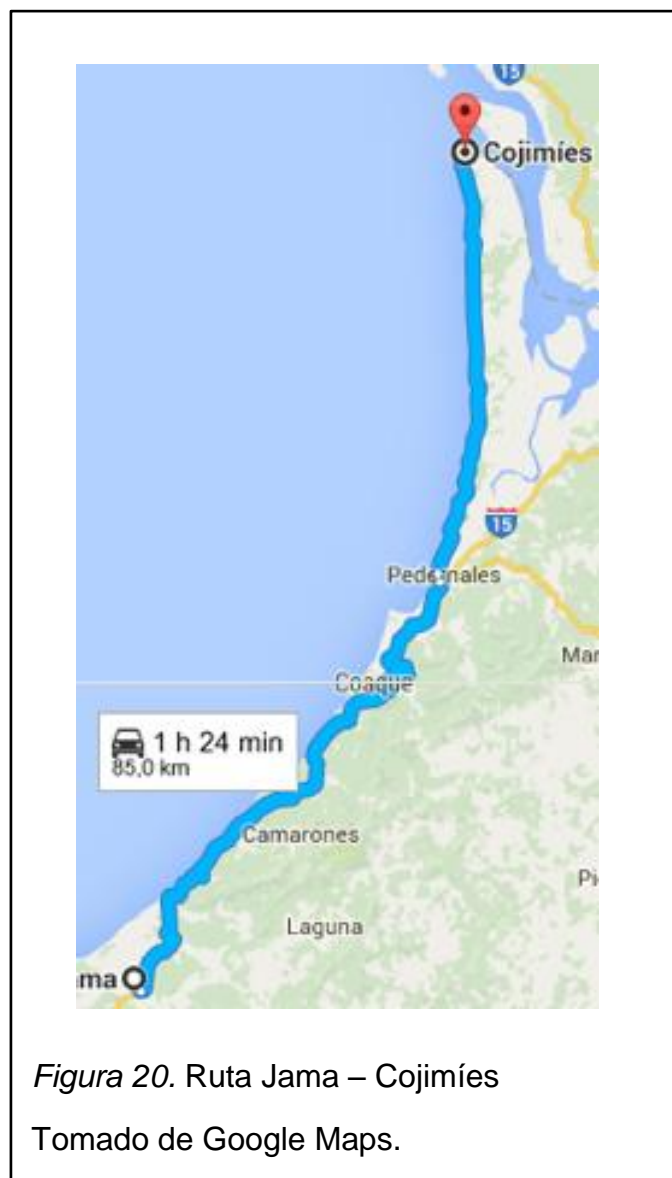 15
Cojimíes
15
Pedernales
Mar
Coaque
1 h 24 min
85,0 km
Camarones
Pi
Laguna
ma
Figura 20. Ruta Jama – Cojimíes
Tomado de Google Maps.